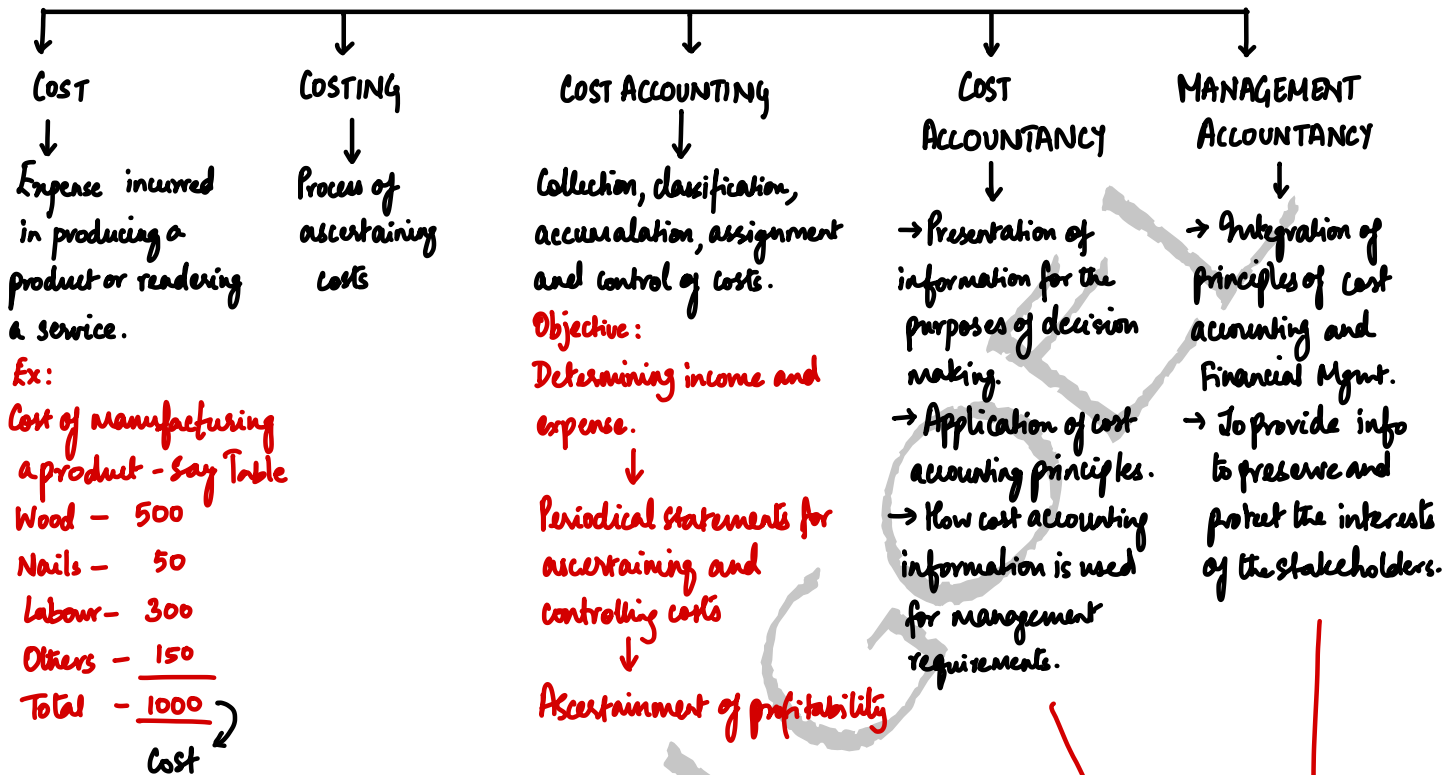 COST
Expense incurred
in producing a
product or rendering
a service.
Ex:
Cost of manufacturing
a product - Say Table
Wood - 500
Nails - 50
Labour - 300
Others - 150
Total - 1000
Cost
COSTING
Process of
ascertaining
costs
COST ACCOUNTING
Collection, classification,
accumalation, assignment
and control of costs.
Objective:
Determining income and
expense.
Periodical statements for
ascertaining and
controlling costs
Ascertainment of profitability
COST
ACCOUNTANCY
→ Presentation of
information for the
purposes of decision
making.
→ Application of cost
accounting principles.
→ How cost accounting
information is used
for management
requirements.
MANAGEMENT
ACCOUNTANCY
→ Integration of
principles of cost
accounting and
Financial Mgmt.
→ To provide info
to preserve and
protect the interests
of the stakeholders.
GOEL